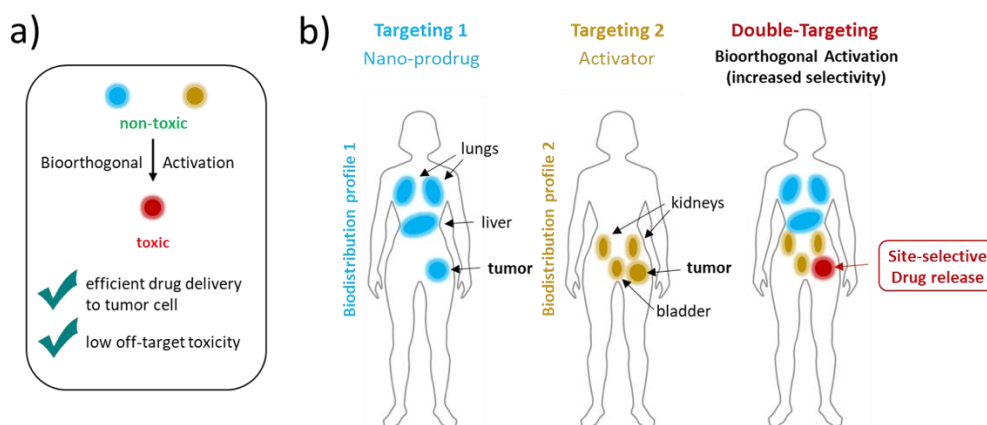 a)
non-toxic
Bioorthogonal Activation
toxic
efficient drug delivery
to tumor cell
low off-target toxicity
b)
Targeting 1
Nano-prodrug
Biodistribution profile 1
lungs
liver
tumor
Targeting 2
Activator
Biodistribution profile 2
kidneys
tumor
bladder
Double-Targeting
Bioorthogonal Activation
(increased selectivity)
Site-selective
Drug release